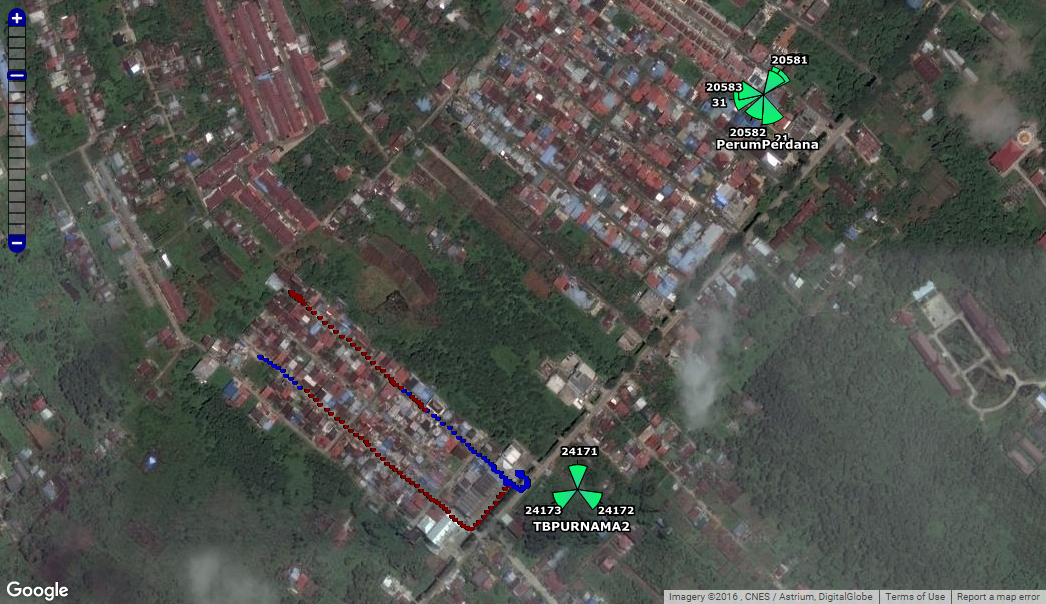 +
20581
20583
31
20582
21
PerumPerdana
−
24171
24173
24172
TBPURNAMA2
Google
Imagery ©2016 , CNES / Astrium, DigitalGlobe
Terms of Use
Report a map error